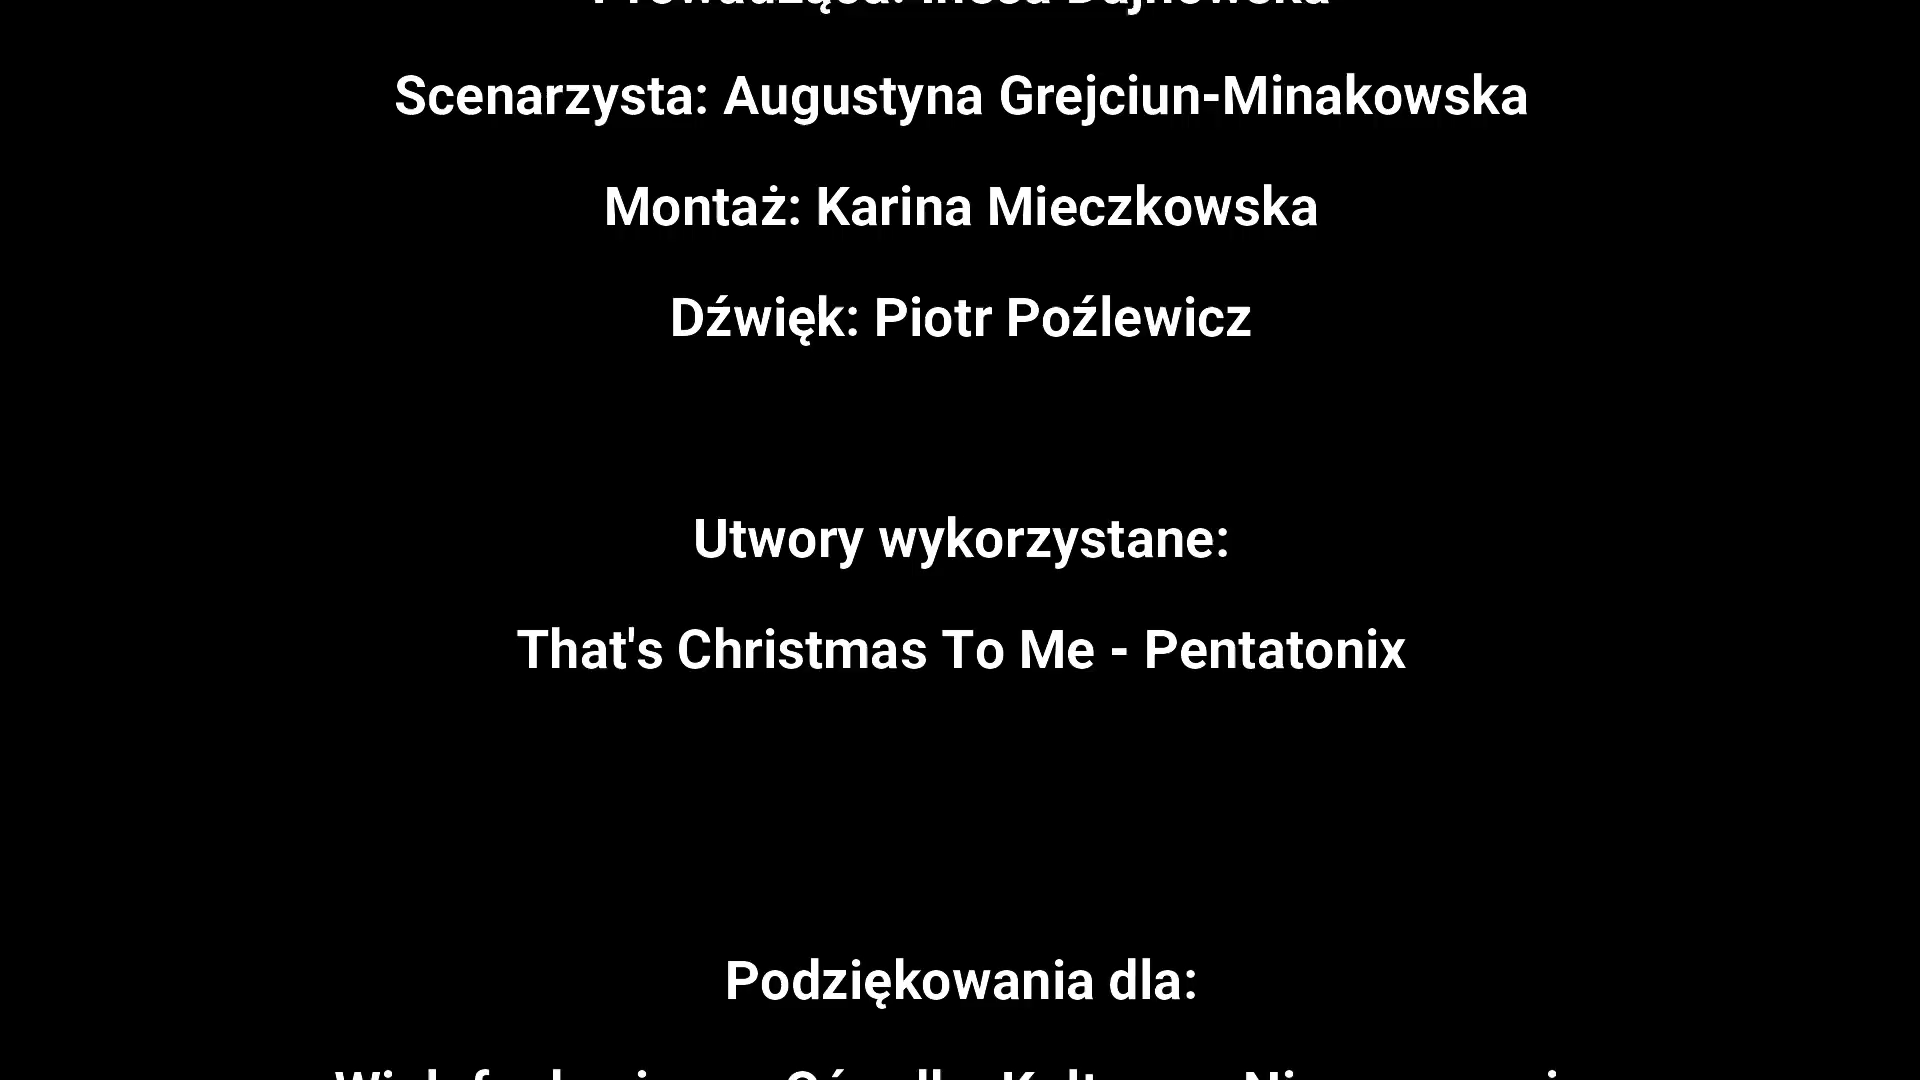 Scenarzysta: Augustyna Grejciun-Minakowska
Montaż: Karina Mieczkowska
Dźwięk: Piotr Poźlewicz
Utwory wykorzystane:
That's Christmas To Me - Pentatonix
Podziękowania dla: